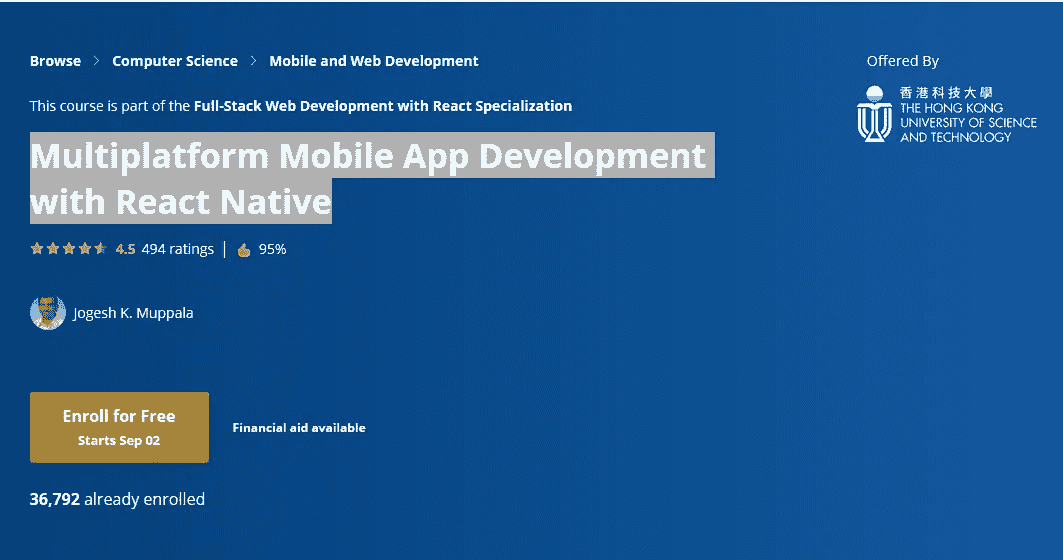 Browse > Computer Science > Mobile and Web Development
Offered By
香港科技大學
THE HONG KONG
UNIVERSITY OF SCIENCE
AND TECHNOLOGY
This course is part of the Full-Stack Web Development with React Specialization
Multiplatform Mobile App Development
with React Native
4.5 494 ratings | 95%
Jogesh K. Muppala
Enroll for Free
Starts Sep 02
Financial aid available
36,792 already enrolled